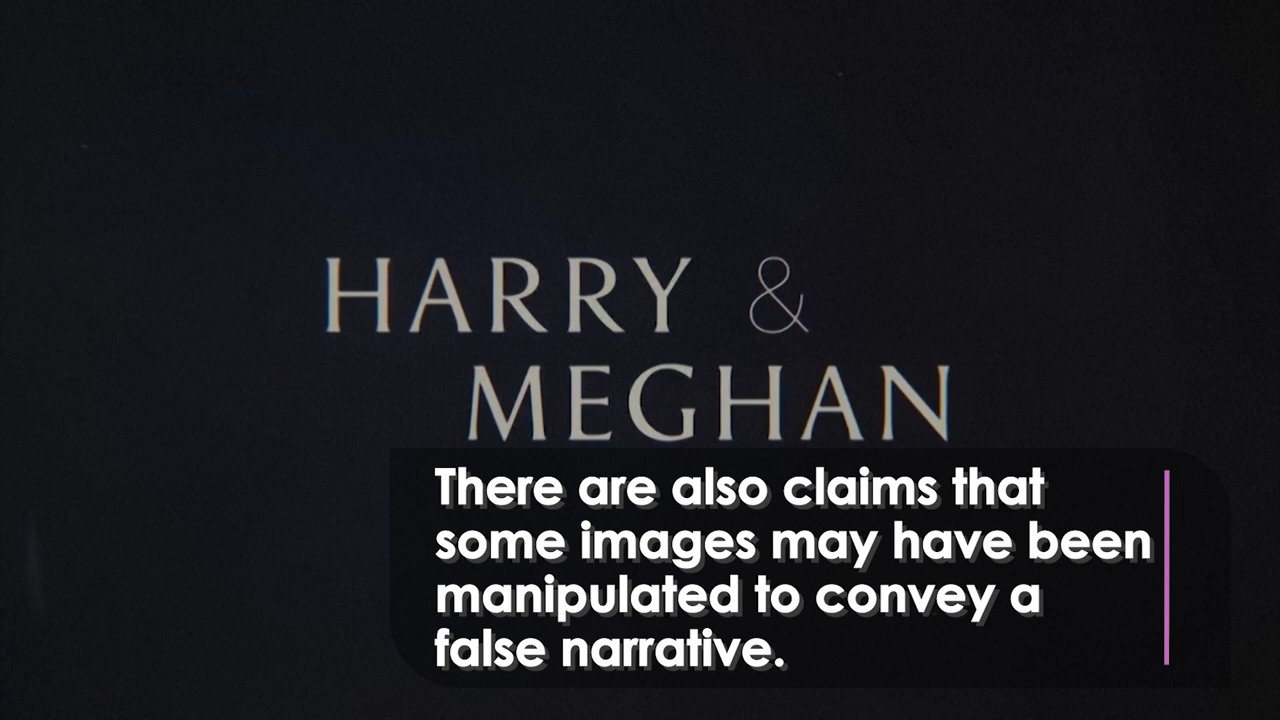 HARRY &
MEGHAN
There are also claims that
some images may have been
manipulated to convey a
false narrative.